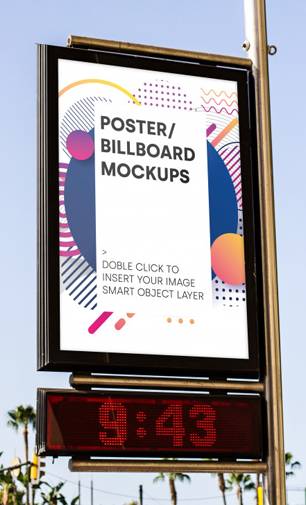 POSTER/
BILLBOARD
MOCKUPS
>
DOBLE CLICK TO
INSERT YOUR IMAGE
SMART OBJECT LAYER
9:43